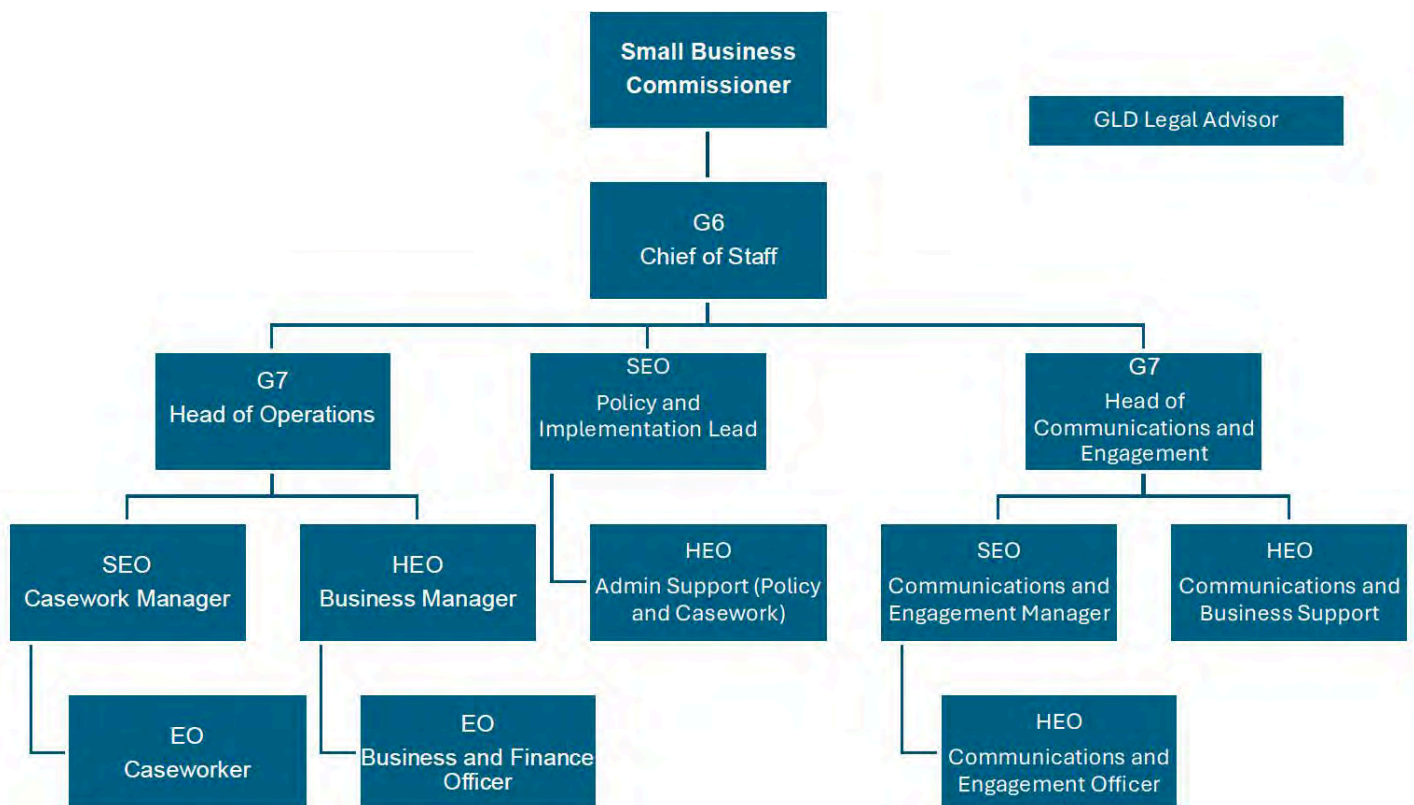 Small Business
Commissioner
GLD Legal Advisor
G6
Chief of Staff
G7
Head of Operations
SEO
Policy and
Implementation Lead
G7
Head of
Communications and
Engagement
SEO
Casework Manager
HEO
Business Manager
HEO
Admin Support (Policy
and Casework)
SEO
Communications and
Engagement Manager
HEO
Communications and
Business Support
EO
Caseworker
EO
Business and Finance
Officer
HEO
Communications and
Engagement Officer